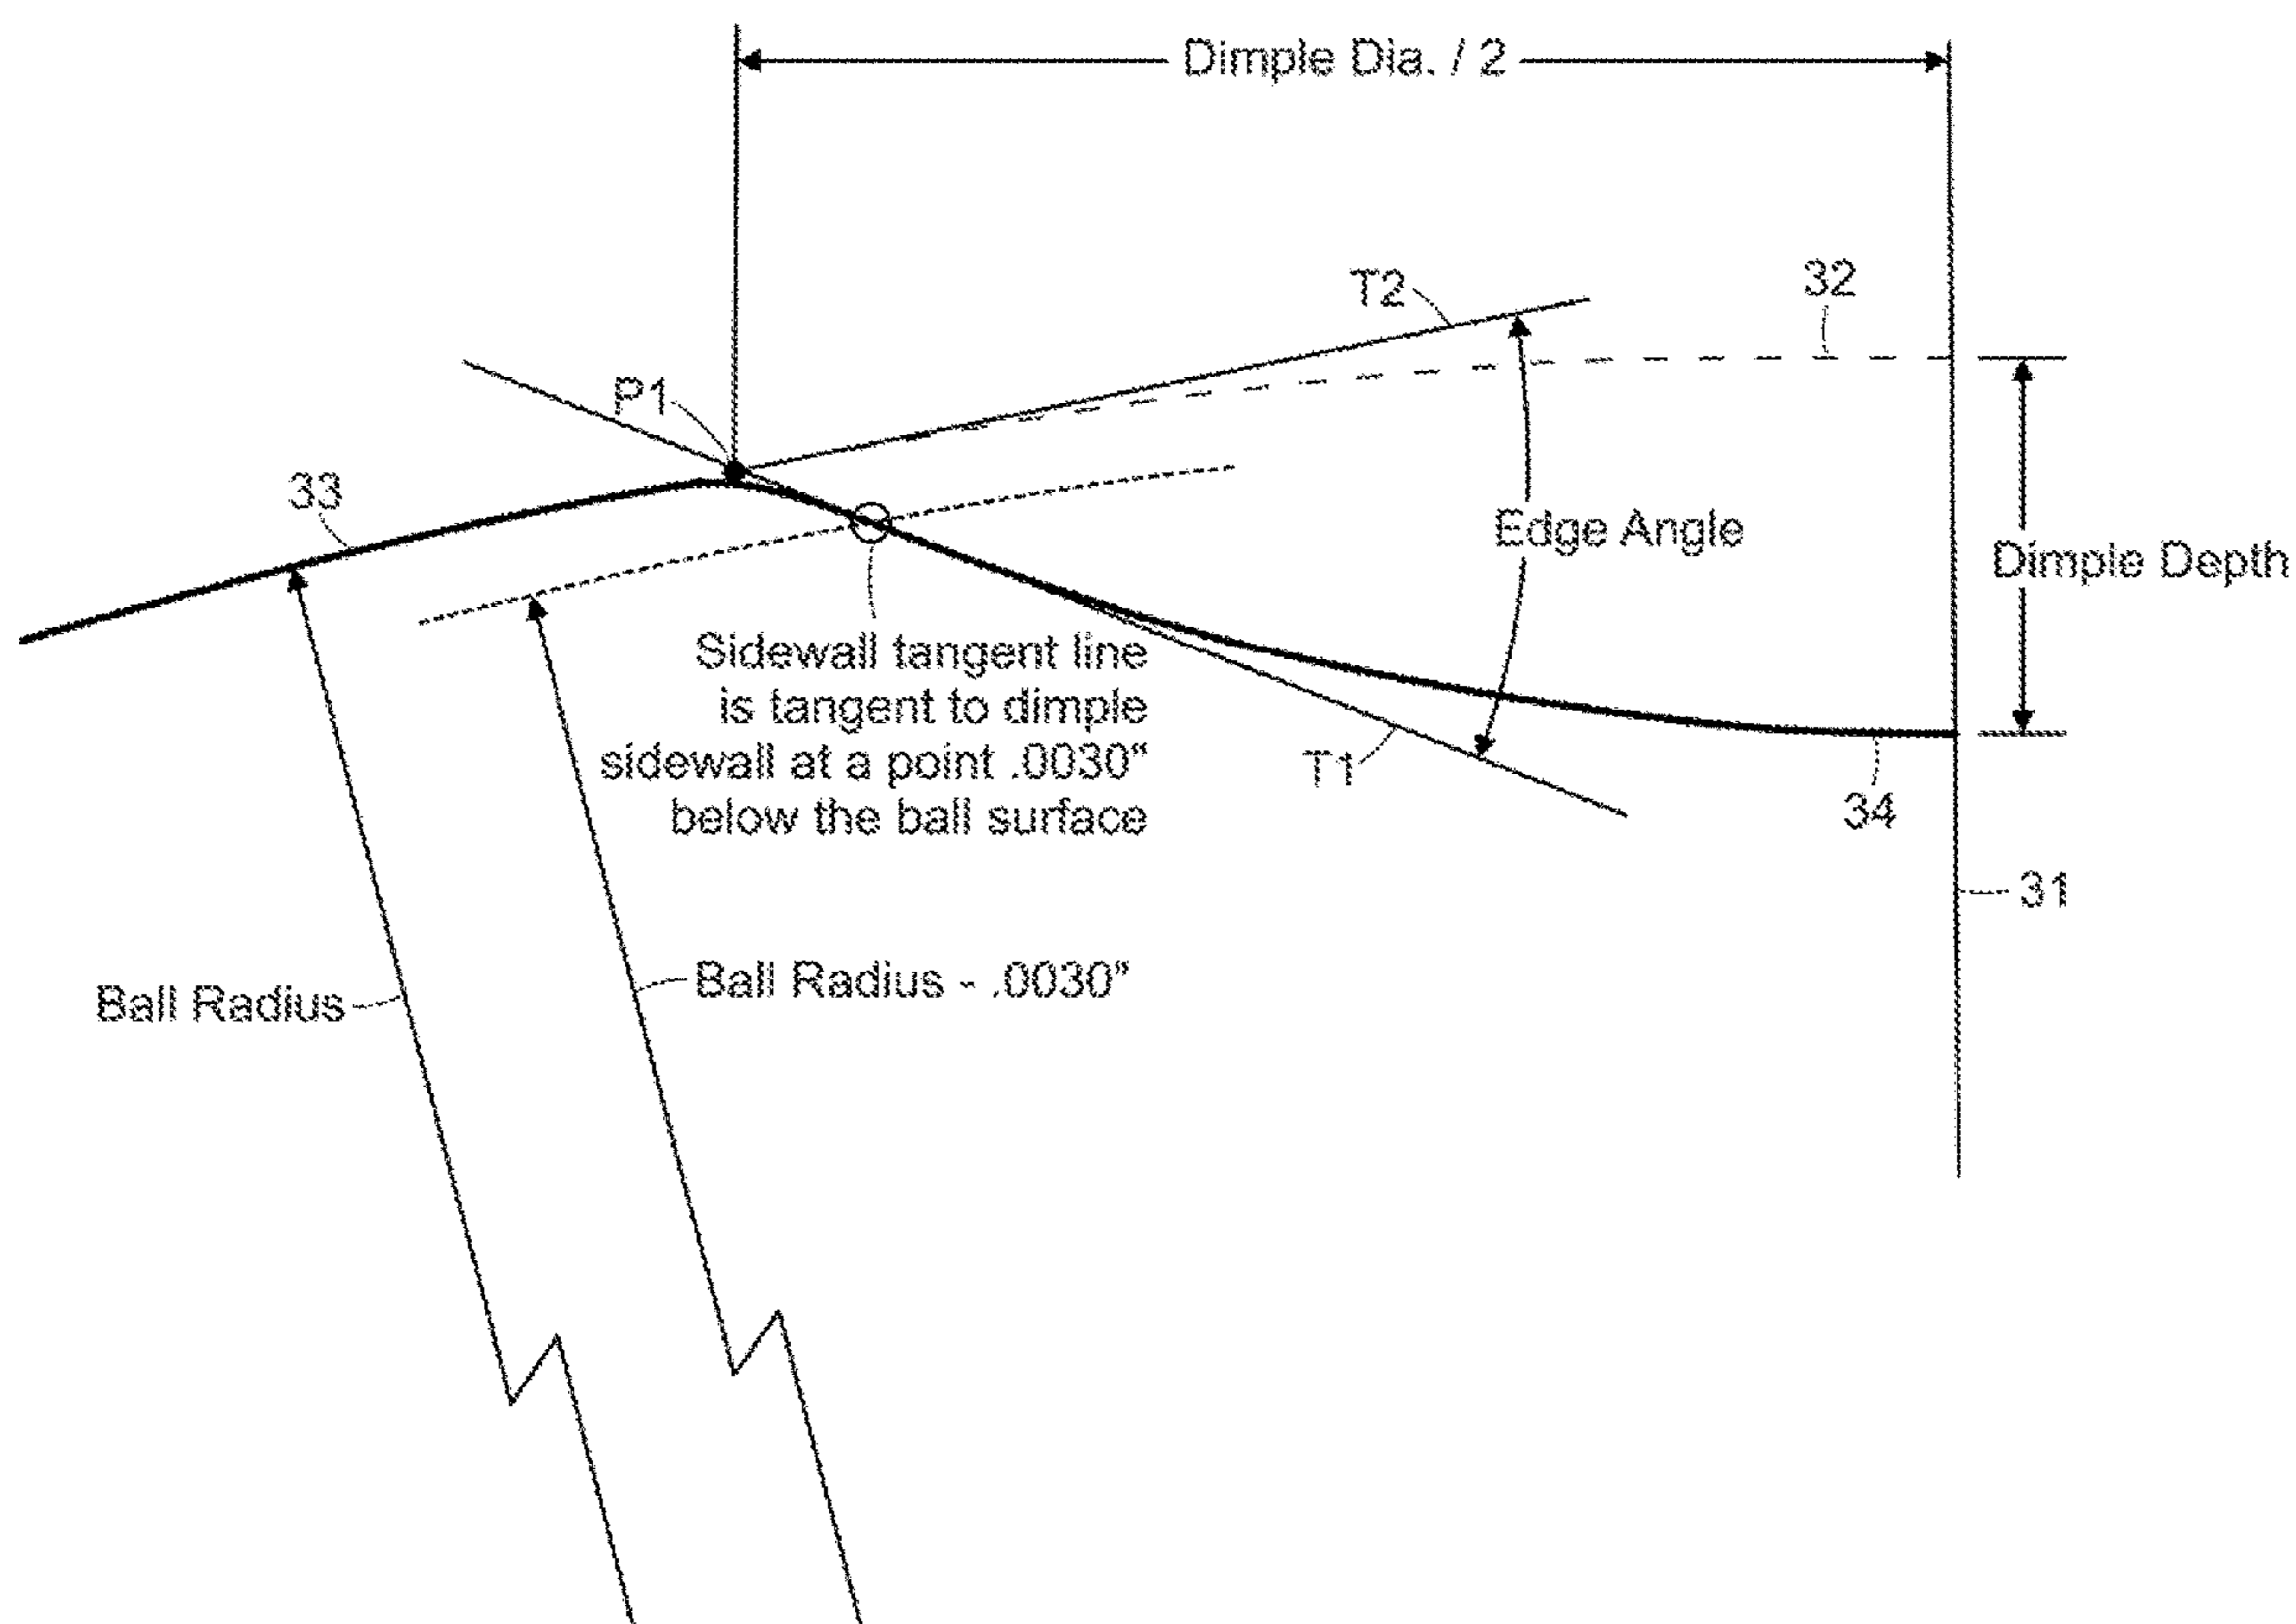 Dimple Dia. / 2
T2
32
P1
33
Edge Angle
Dimple Depth
Sidewall tangent line
is tangent to dimple
sidewall at a point .0030"
below the ball surface
T1
34
31
Ball Radius - .0030"
Ball Radius